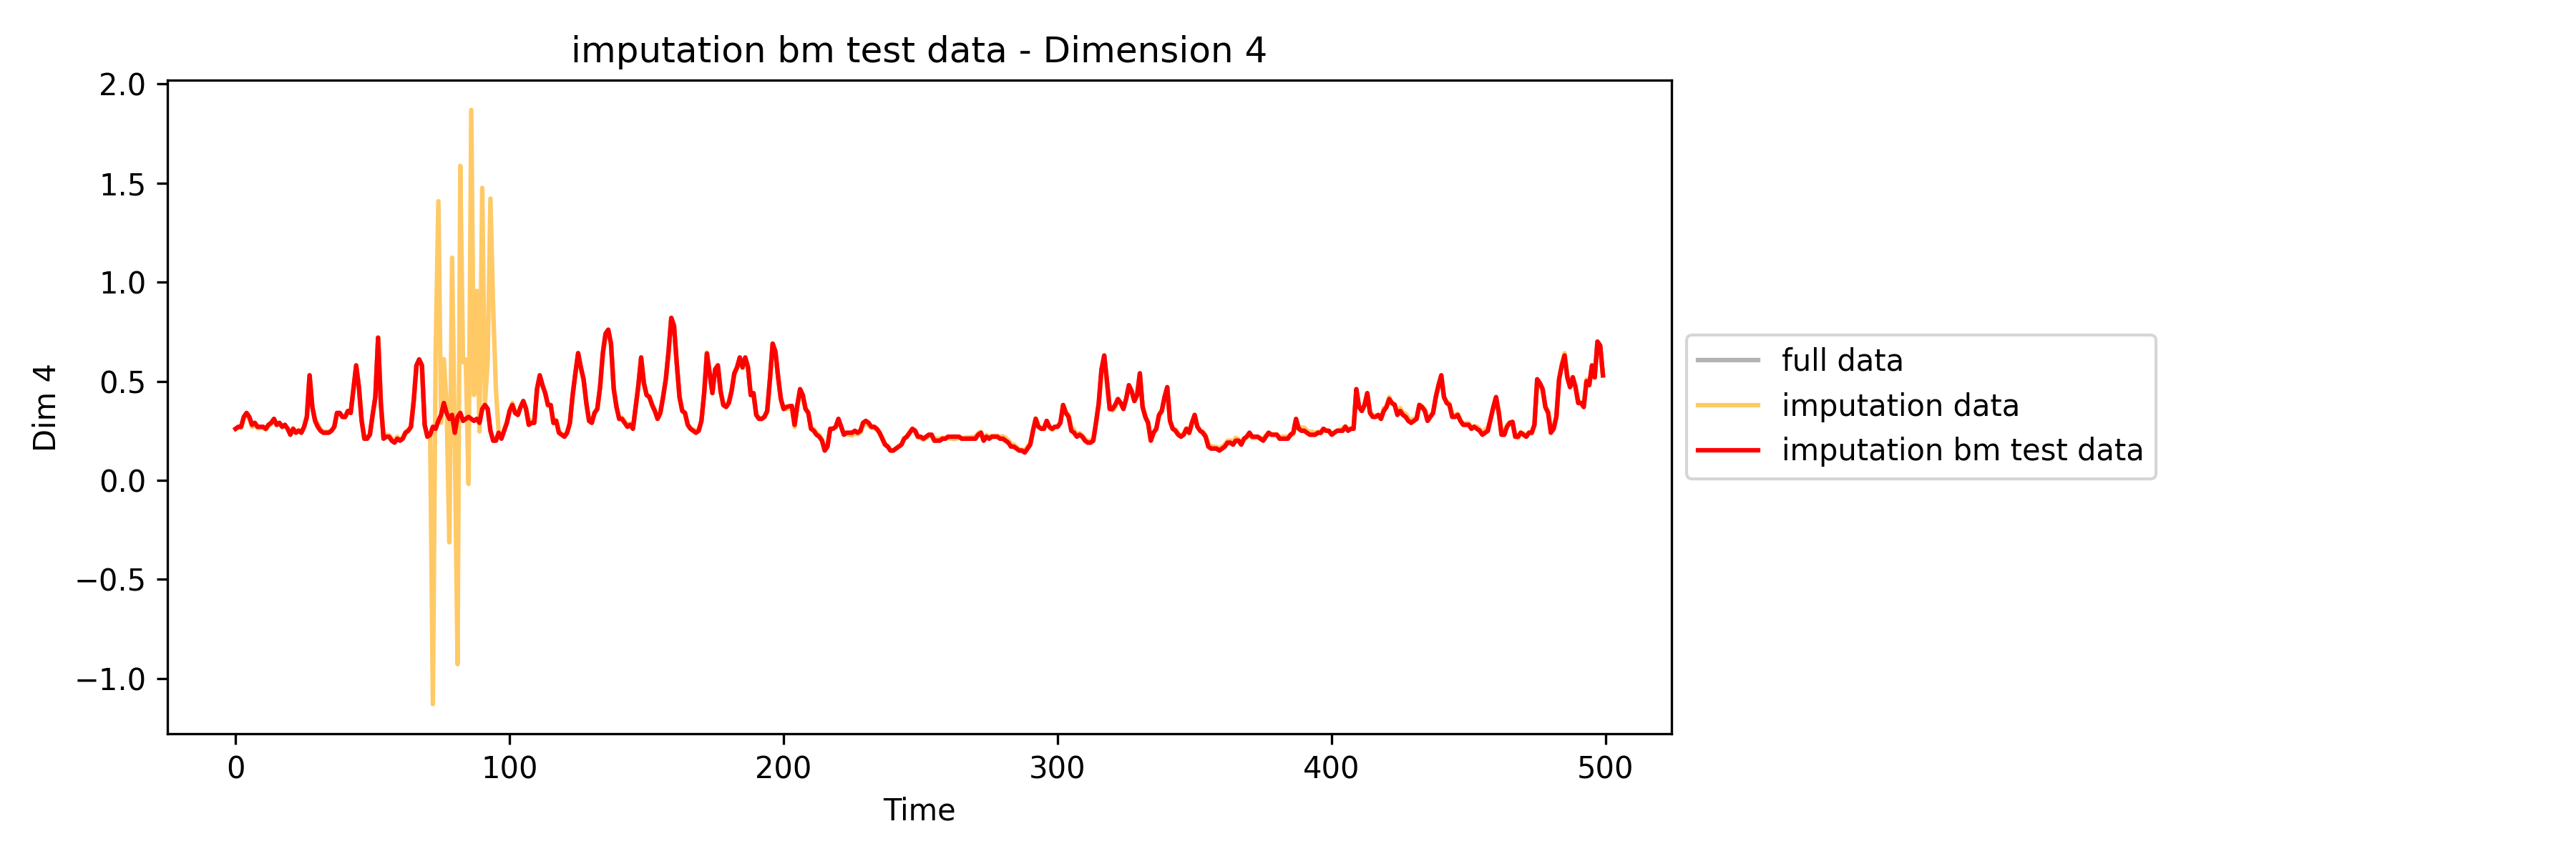 imputation bm test data - Dimension 4
2.0
1.5
1.0
0.5
0.0
−0.5
−1.0
Dim 4
0 100 200 300 400 500
Time
full data
imputation data
imputation bm test data